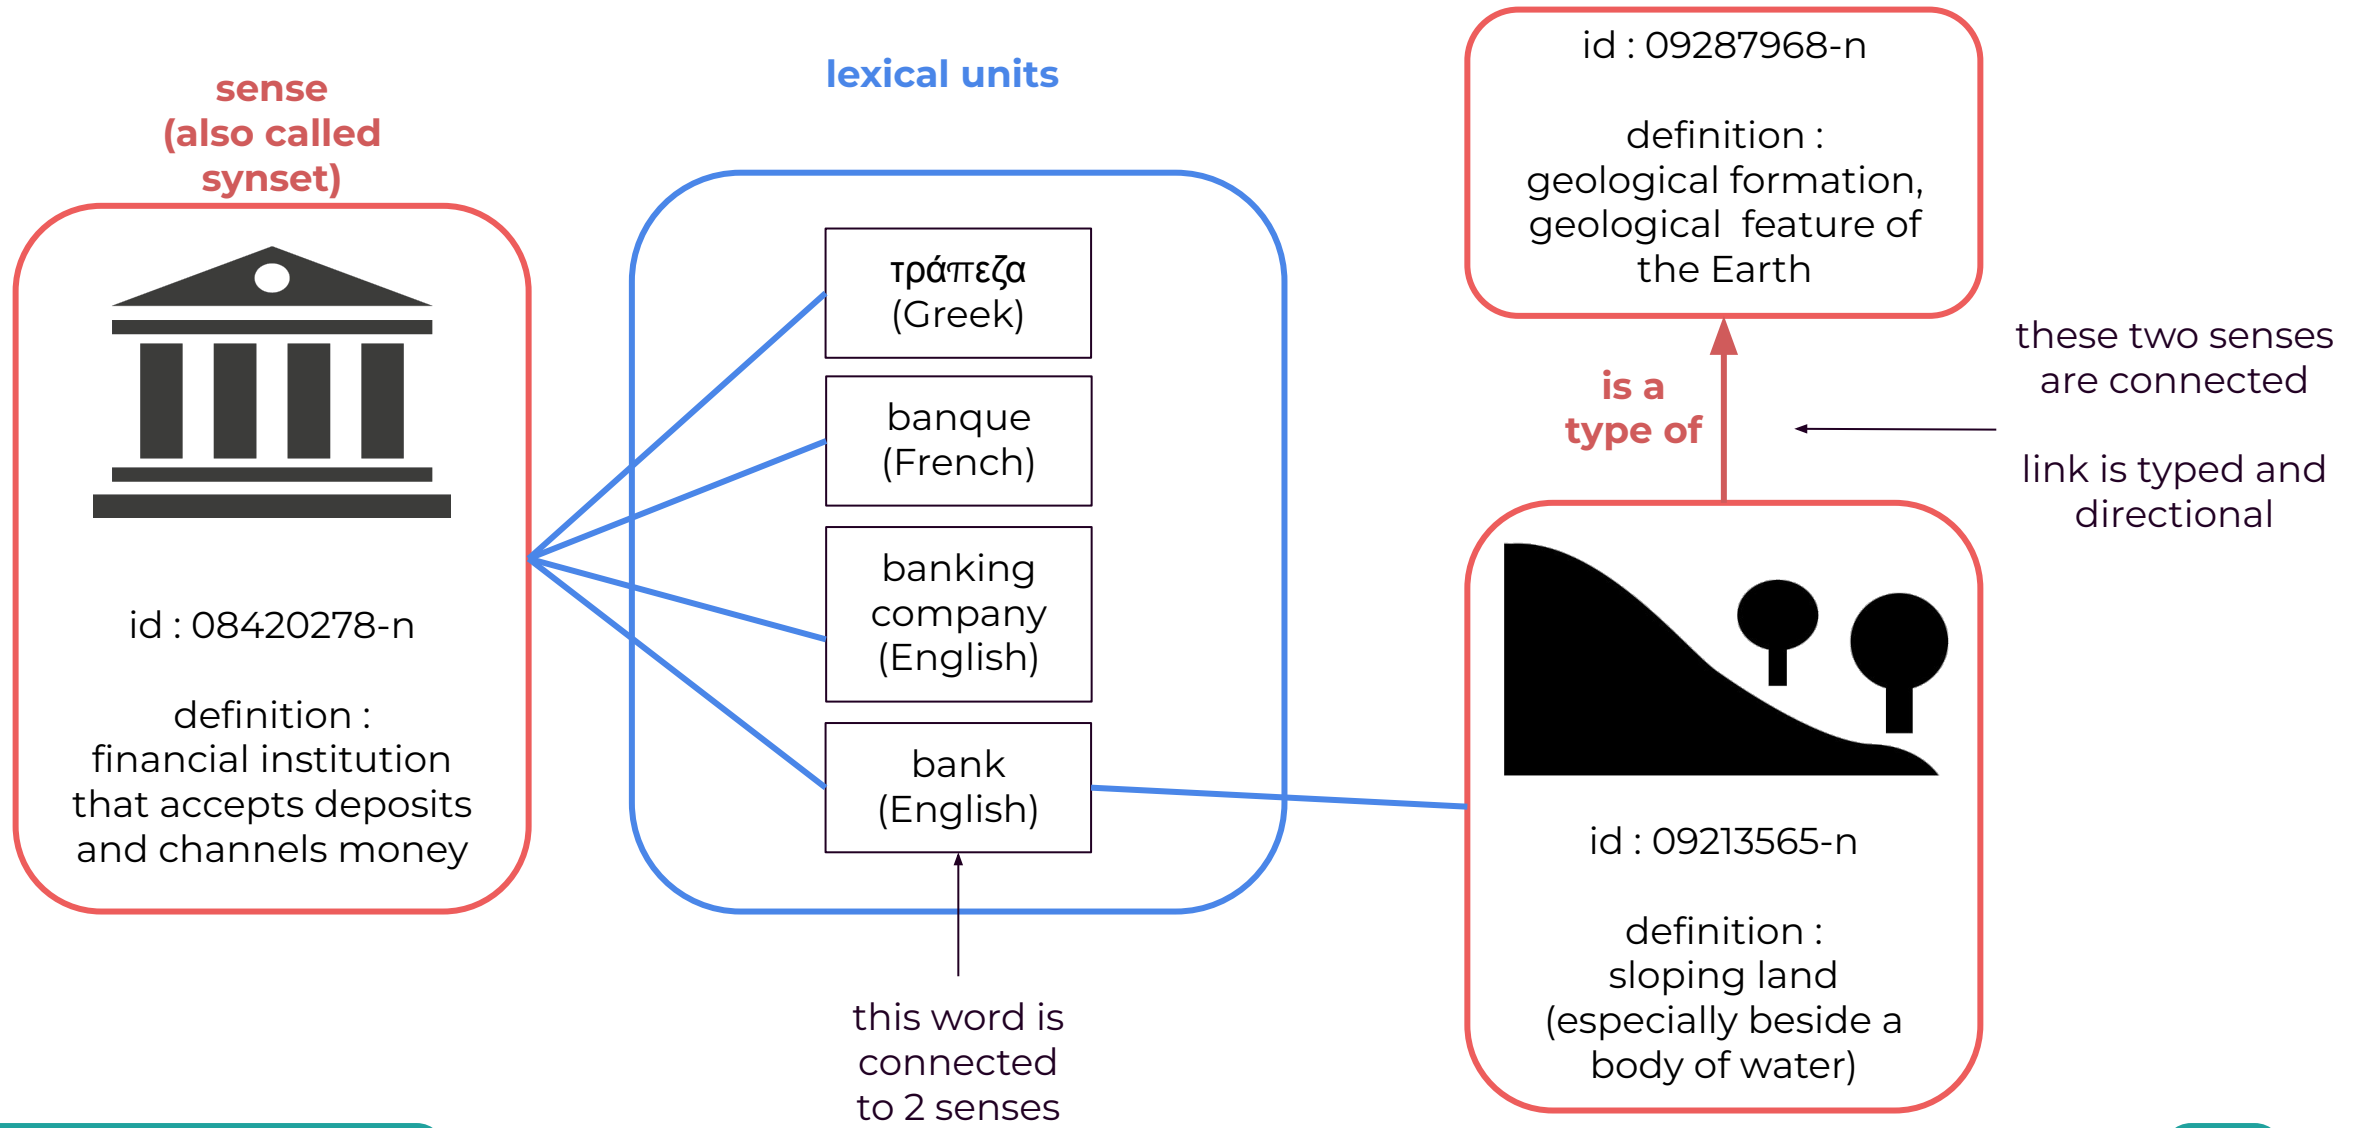 sense
(also called
synset)
id : 08420278-n
definition :
financial institution
that accepts deposits
and channels money
lexical units
τράπεζα
(Greek)
banque
(French)
banking
company
(English)
bank
(English)
this word is
connected
to 2 senses
id : 09287968-n
definition :
geological formation,
geological feature of
the Earth
is a
type of
these two senses
are connected
link is typed and
directional
id : 09213565-n
definition :
sloping land
(especially beside a
body of water)